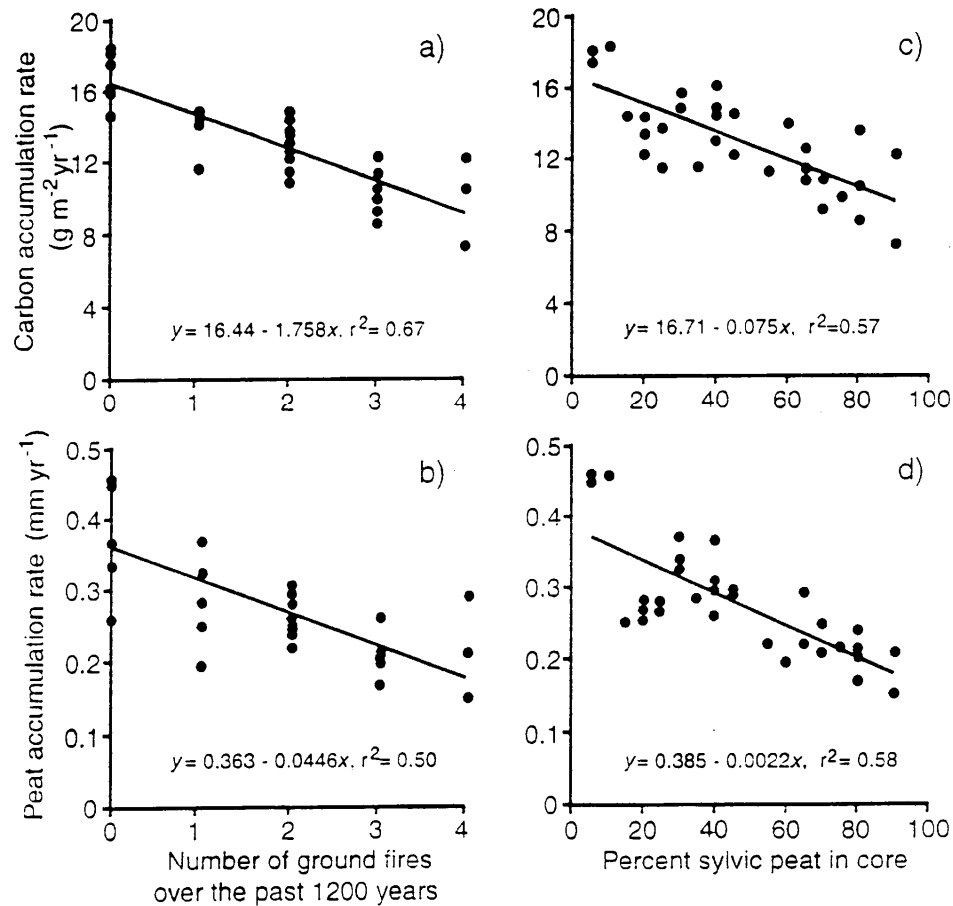 a)
Carbon accumulation rate
(g m⁻² yr⁻¹)
20
16
12
8
4
0
y = 16.44 - 1.758x, r² = 0.67
0 1 2 3 4
c)
20
16
12
8
4
0
y = 16.71 - 0.075x, r² = 0.57
0 20 40 60 80 100
b)
Peat accumulation rate (mm yr⁻¹)
0.5
0.4
0.3
0.2
0.1
0
y = 0.363 - 0.0446x, r² = 0.50
0 1 2 3 4
Number of ground fires
over the past 1200 years
d)
0.5
0.4
0.3
0.2
0.1
0
y = 0.385 - 0.0022x, r² = 0.58
0 20 40 60 80 100
Percent sylvic peat in core